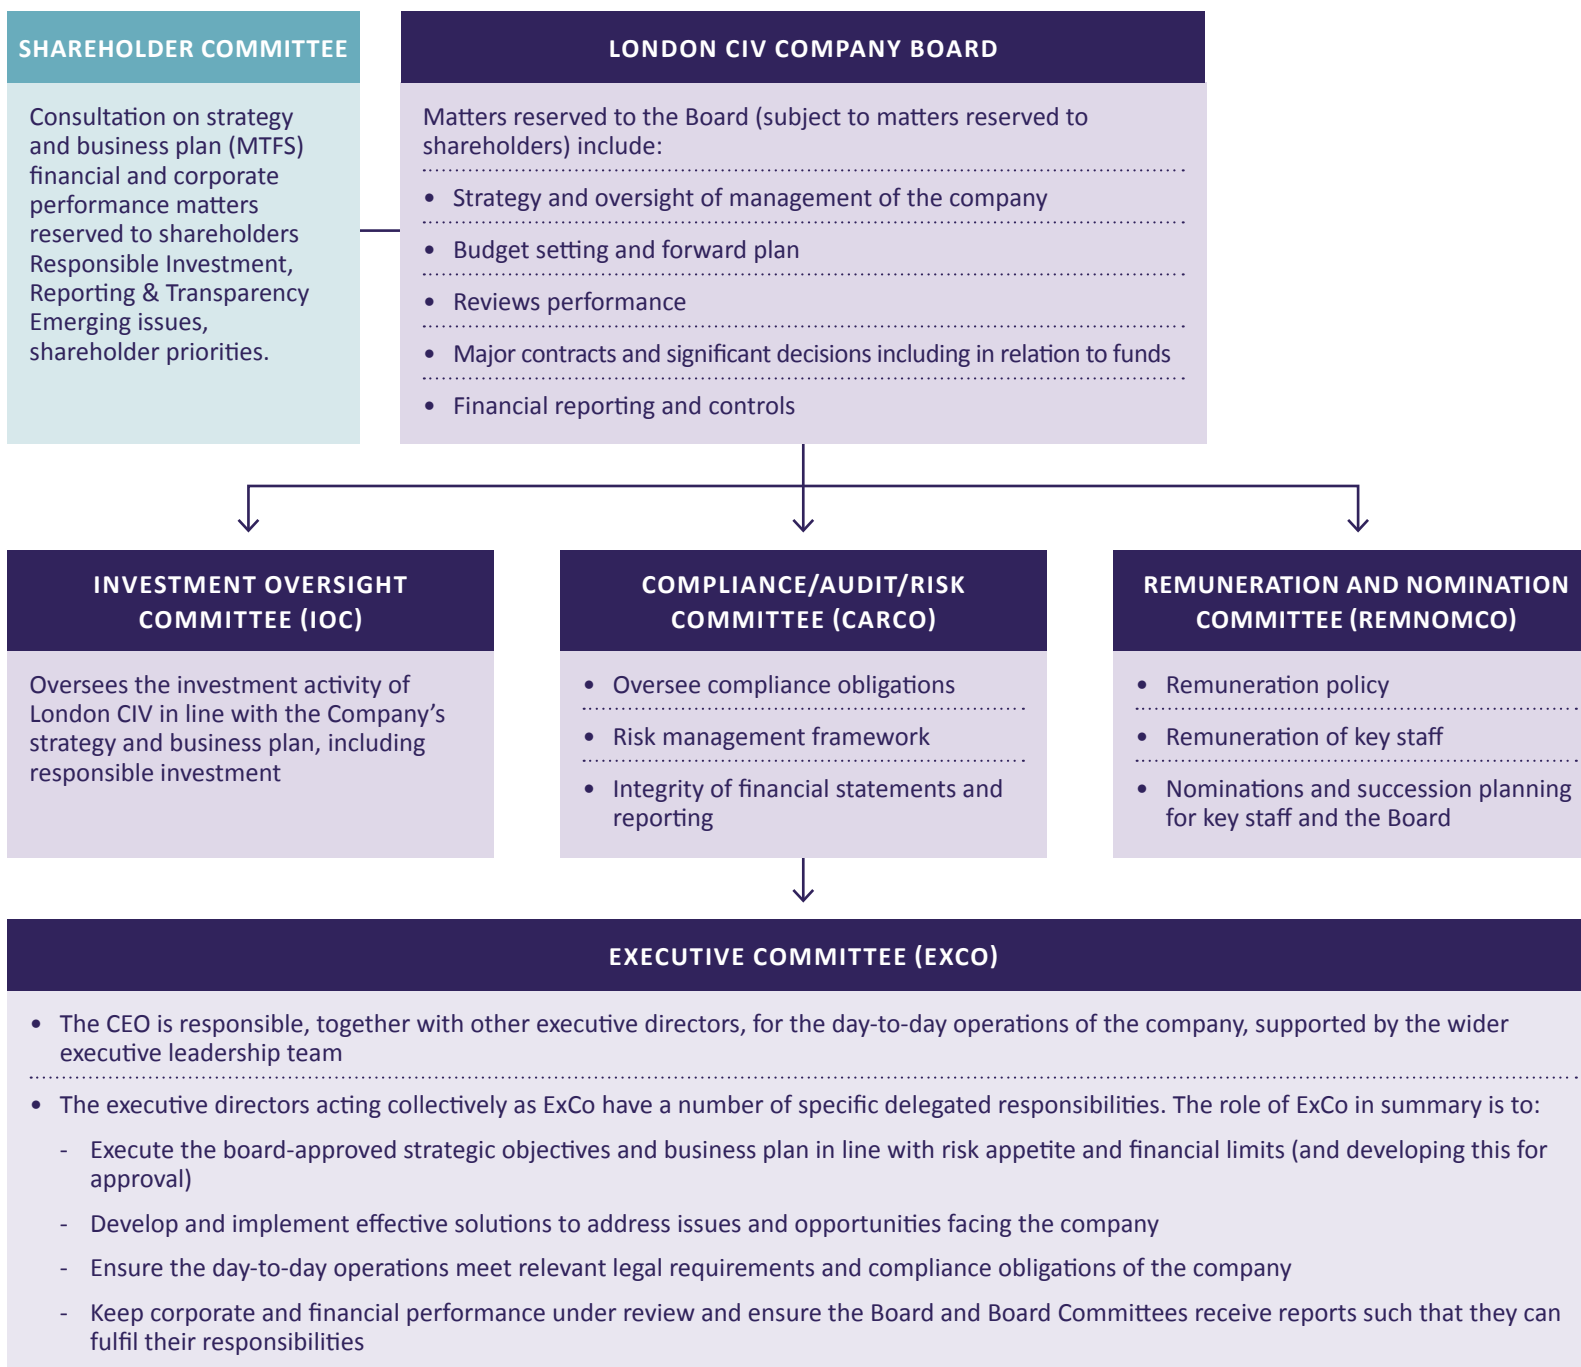 SHAREHOLDER COMMITTEE
Consultation on strategy
and business plan (MTFS)
financial and corporate
performance matters
reserved to shareholders
Responsible Investment,
Reporting & Transparency
Emerging issues,
shareholder priorities.
LONDON CIV COMPANY BOARD
Matters reserved to the Board (subject to matters reserved to
shareholders) include:
• Strategy and oversight of management of the company
• Budget setting and forward plan
• Reviews performance
• Major contracts and significant decisions including in relation to funds
• Financial reporting and controls
INVESTMENT OVERSIGHT
COMMITTEE (IOC)
Oversees the investment activity of
London CIV in line with the Company’s
strategy and business plan, including
responsible investment
COMPLIANCE/AUDIT/RISK
COMMITTEE (CARCO)
• Oversee compliance obligations
• Risk management framework
• Integrity of financial statements and
reporting
REMUNERATION AND NOMINATION
COMMITTEE (REMNOMCO)
• Remuneration policy
• Remuneration of key staff
• Nominations and succession planning
for key staff and the Board
EXECUTIVE COMMITTEE (EXCO)
• The CEO is responsible, together with other executive directors, for the day-to-day operations of the company, supported by the wider
executive leadership team
• The executive directors acting collectively as ExCo have a number of specific delegated responsibilities. The role of ExCo in summary is to:
- Execute the board-approved strategic objectives and business plan in line with risk appetite and financial limits (and developing this for
approval)
- Develop and implement effective solutions to address issues and opportunities facing the company
- Ensure the day-to-day operations meet relevant legal requirements and compliance obligations of the company
- Keep corporate and financial performance under review and ensure the Board and Board Committees receive reports such that they can
fulfil their responsibilities